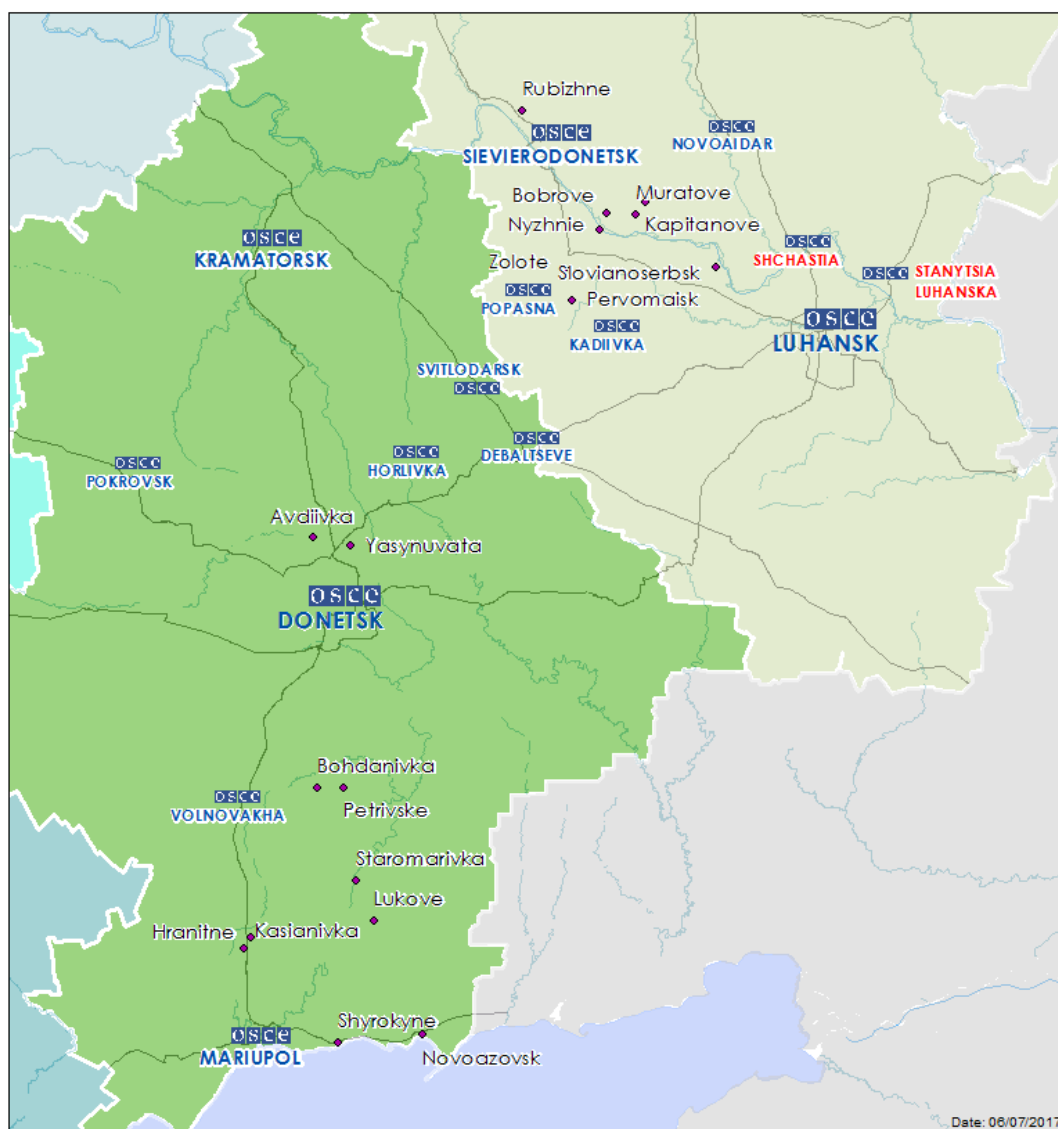 Rubizhne
osce
SIEVIERODONETSK
osce
NOVOAIDAR
Bobrove
Muratove
Nyzhnie
Kapitanove
osce
KRAMATORSK
osce
SHCHASTIA
Zolote
Slovianoserbsk
osce
STANYTSIA
LUHANSKA
osce
POPASNA
Pervomaisk
osce
KADIIVKA
osce
LUHANSK
SVITLODARSK
osce
osce
DEBALTSEVE
osce
HORLIVKA
osce
POKROVSK
Avdiivka
Yasynuvata
osce
DONETSK
Bohdanivka
osce
VOLNOVAKHA
Petrivske
Staromarivka
Lukove
Hranitne
Kasianivka
Shyrokyne
osce
MARIUPOL
Novoazovsk
Date: 06/07/2017